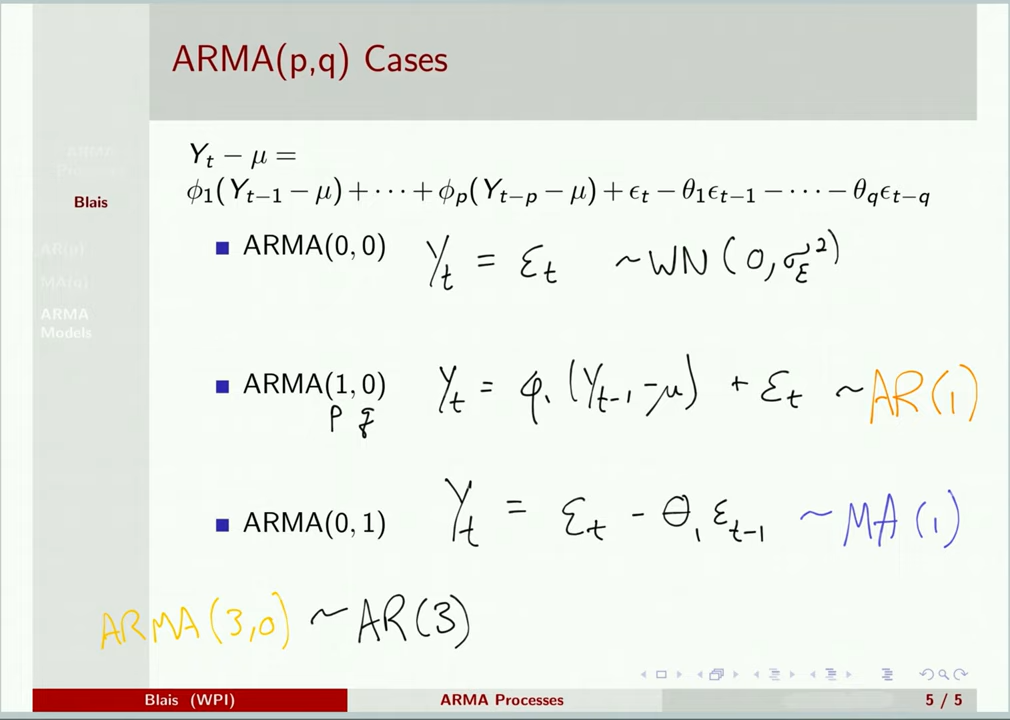 ARMA(p,q) Cases
ARMA
Blais
AR(p)
MA(q)
ARMA
Models
Y_t − μ =
ϕ_1(Y_{t−1} − μ) + ⋯ + ϕ_p(Y_{t−p} − μ) + ϵ_t − θ_1ϵ_{t−1} − ⋯ − θ_qϵ_{t−q}
ARMA(0, 0) Y_t = ε_t ~WN(0, σ_ε^2)
ARMA(1, 0) Y_t = φ_1 (Y_{t-1} - μ) + ε_t ~AR(1)
p q
ARMA(0, 1) Y_t = ε_t - θ_1 ε_{t-1} ~MA(1)
ARMA(3,0) ~AR(3)
Blais (WPI) ARMA Processes 5 / 5